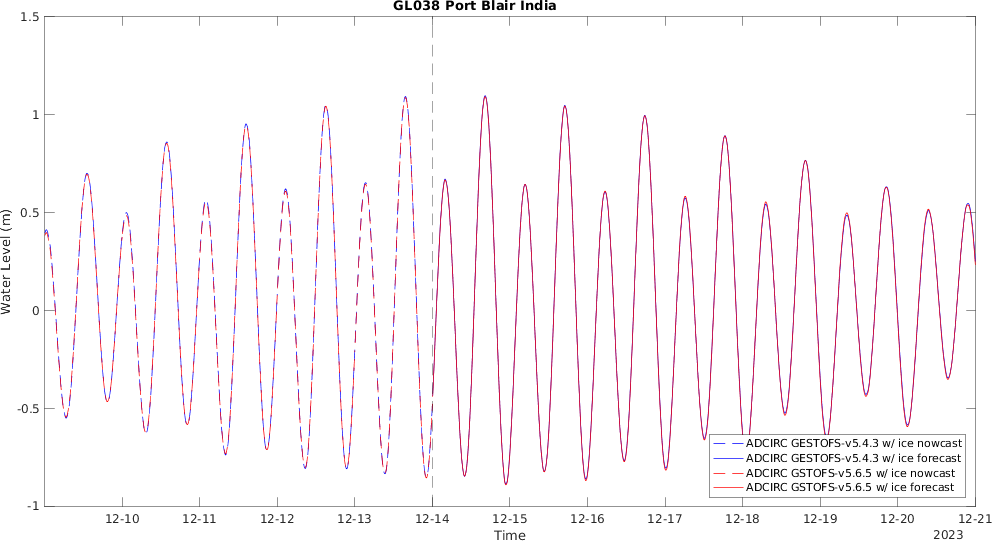 GL038 Port Blair India
1.5
1
0.5
0
-0.5
-1
Water Level (m)
ADCIRC GESTOFS-v5.4.3 w/ ice nowcast
ADCIRC GESTOFS-v5.4.3 w/ ice forecast
ADCIRC GSTOFS-v5.6.5 w/ ice nowcast
ADCIRC GSTOFS-v5.6.5 w/ ice forecast
12-10 12-11 12-12 12-13 12-14 12-15 12-16 12-17 12-18 12-19 12-20 12-21
Time
2023